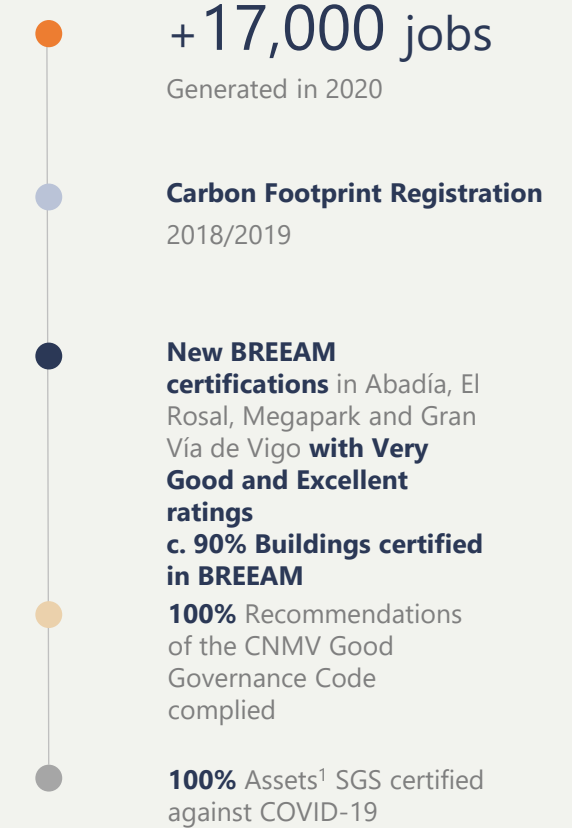 +17,000 jobs
Generated in 2020
Carbon Footprint Registration
2018/2019
New BREEAM
certifications in Abadía, El
Rosal, Megapark and Gran
Vía de Vigo with Very
Good and Excellent
ratings
c. 90% Buildings certified
in BREEAM
100% Recommendations
of the CNMV Good
Governance Code
complied
100% Assets¹ SGS certified
against COVID-19